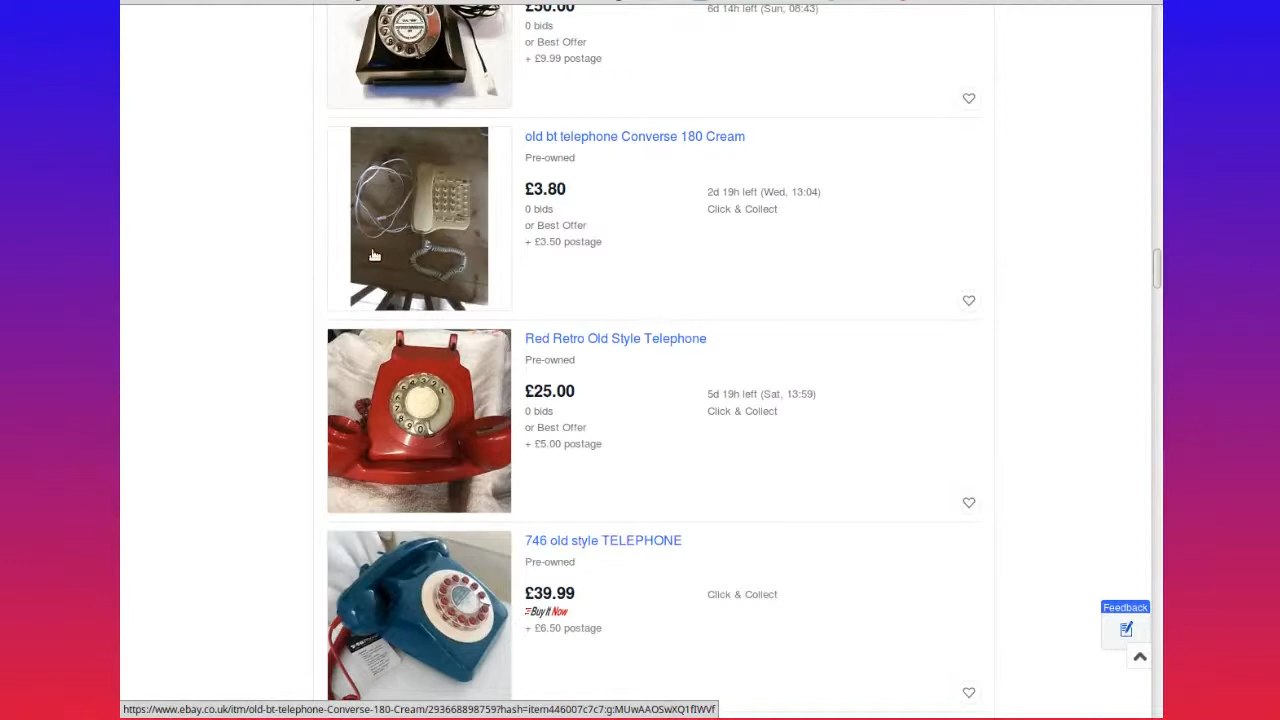 £50.00
6d 14h left (Sun, 08:43)
0 bids
or Best Offer
+ £9.99 postage
old bt telephone Converse 180 Cream
Pre-owned
£3.80
2d 19h left (Wed, 13:04)
0 bids
Click & Collect
or Best Offer
+ £3.50 postage
Red Retro Old Style Telephone
Pre-owned
£25.00
5d 19h left (Sat, 13:59)
0 bids
Click & Collect
or Best Offer
+ £5.00 postage
746 old style TELEPHONE
Pre-owned
£39.99
Click & Collect
Buy It Now
+ £6.50 postage
Feedback
https://www.ebay.co.uk/itm/old-bt-telephone-Converse-180-Cream/293668898759?hash=item446007c7c7:g:MUwAAOSwXQ1fIWVf